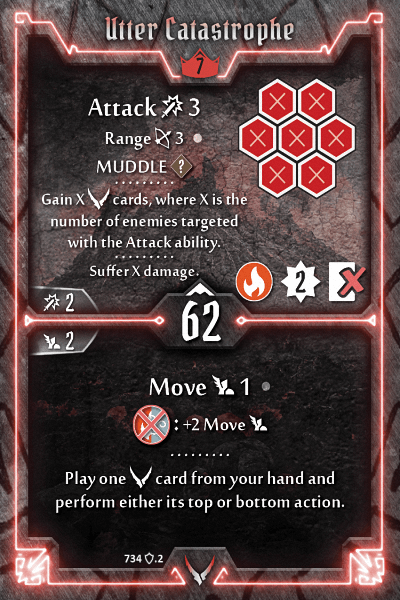 Utter Catastrophe
7
Attack 3
Range 3
MUDDLE ?
Gain X cards, where X is the
number of enemies targeted
with the Attack ability.
Suffer X damage.
2
2
62
2
Move 1
: +2 Move
Play one card from your hand and
perform either its top or bottom action.
734 .2